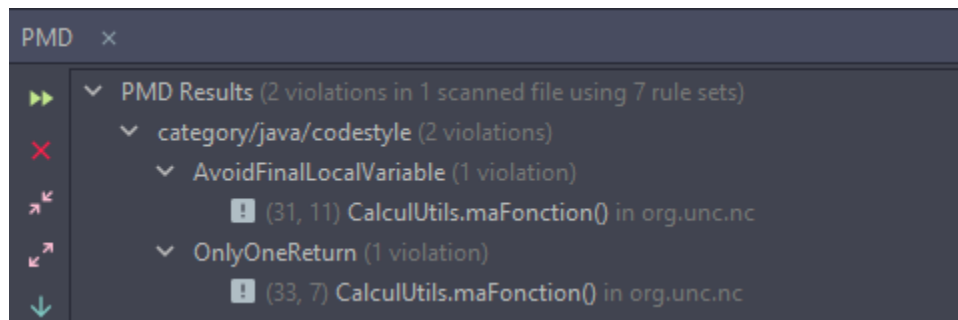 PMD ×
PMD Results (2 violations in 1 scanned file using 7 rule sets)
category/java/codestyle (2 violations)
AvoidFinalLocalVariable (1 violation)
(31, 11) CalculUtils.maFonction() in org.unc.nc
OnlyOneReturn (1 violation)
(33, 7) CalculUtils.maFonction() in org.unc.nc